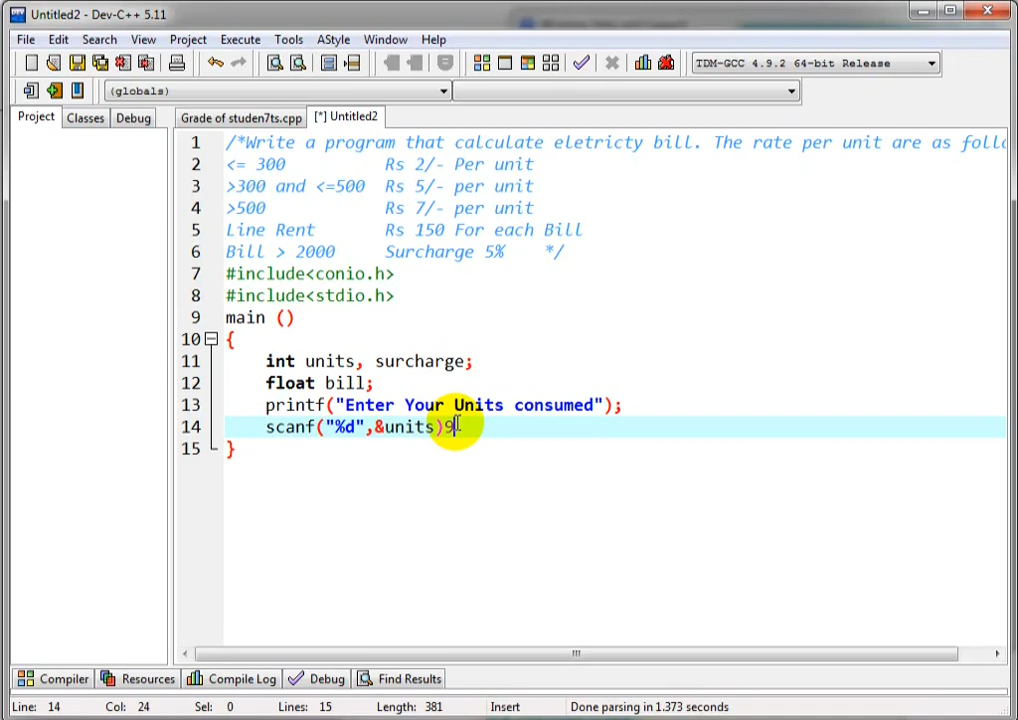 Untitled2 - Dev-C++ 5.11
File Edit Search View Project Execute Tools AStyle Window Help
TDM-GCC 4.9.2 64-bit Release
(globals)
Project Classes Debug Grade of studen7ts.cpp [*] Untitled2
1 /*Write a program that calculate eletricty bill. The rate per unit are as follo
2 <= 300 Rs 2/- Per unit
3 >300 and <=500 Rs 5/- per unit
4 >500 Rs 7/- per unit
5 Line Rent Rs 150 For each Bill
6 Bill > 2000 Surcharge 5% */
7 #include<conio.h>
8 #include<stdio.h>
9 main ()
10 {
11 int units, surcharge;
12 float bill;
13 printf("Enter Your Units consumed");
14 scanf("%d",&units)9
15 }
Compiler Resources Compile Log Debug Find Results
Line: 14 Col: 24 Sel: 0 Lines: 15 Length: 381 Insert Done parsing in 1.373 seconds